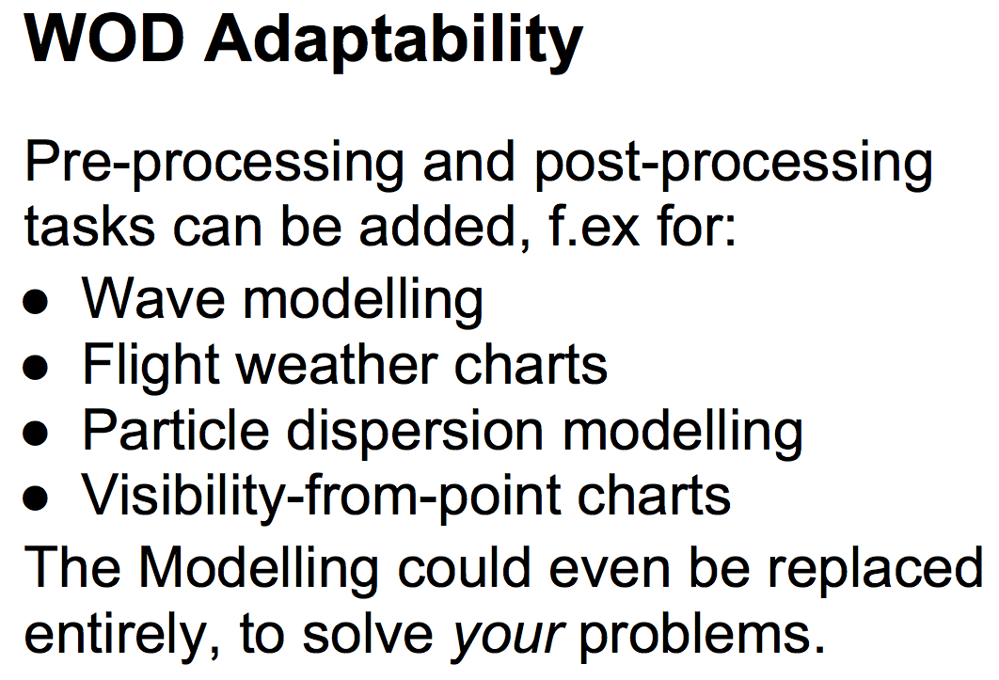 WOD Adaptability
Pre-processing and post-processing
tasks can be added, f.ex for:
● Wave modelling
● Flight weather charts
● Particle dispersion modelling
● Visibility-from-point charts
The Modelling could even be replaced
entirely, to solve your problems.